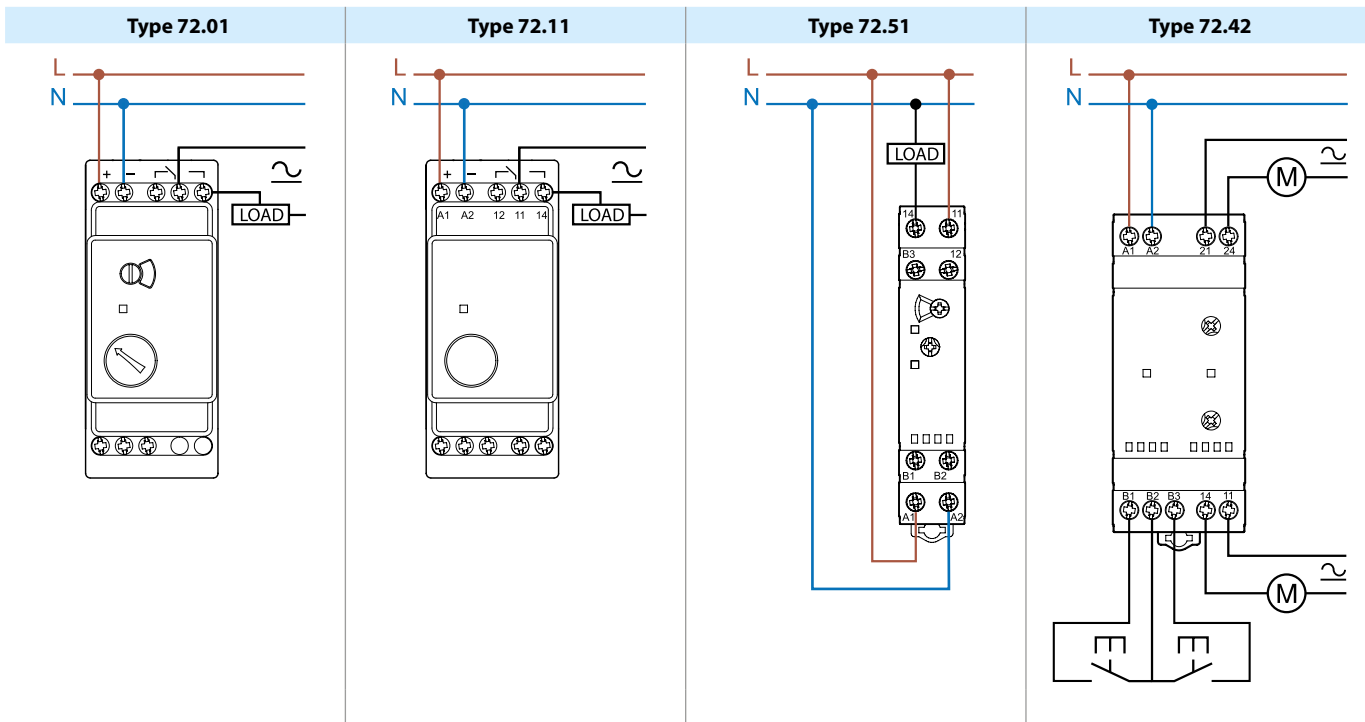 Type 72.01
L
N
+ −
LOAD
Type 72.11
L
N
+ −
A1 A2 12 11 14
LOAD
Type 72.51
L
N
LOAD
14 11
B3 12
B1 B2
A1 A2
Type 72.42
L
N
M
A1 A2 21 24
B1 B2 B3 14 11
M